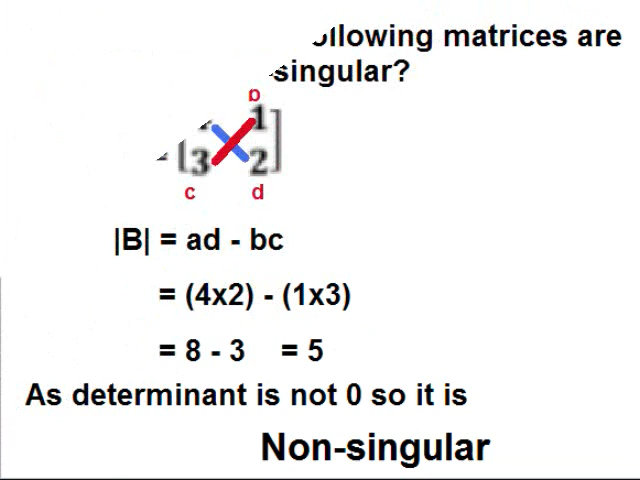 following matrices are
singular?
b
1
3 2
c d
|B| = ad - bc
= (4x2) - (1x3)
= 8 - 3 = 5
As determinant is not 0 so it is
Non-singular